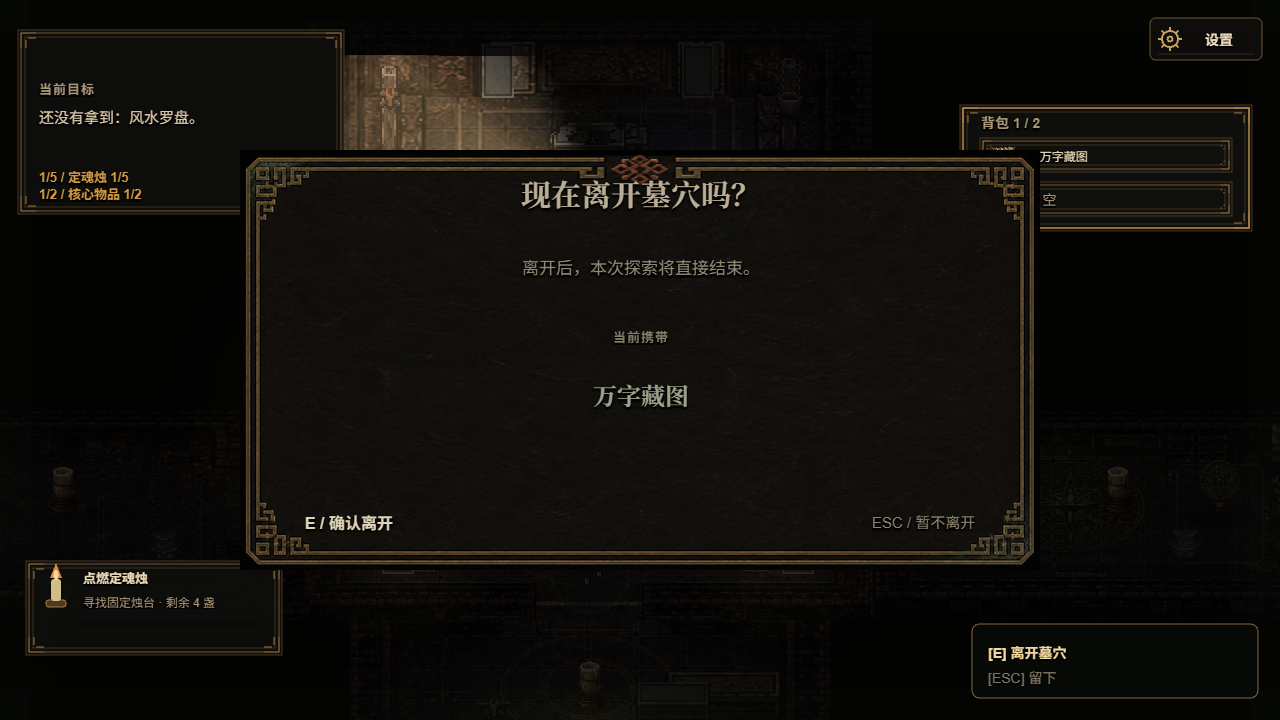 设置
当前目标
还没有拿到：风水罗盘。
1/5 / 定魂烛 1/5
1/2 / 核心物品 1/2
背包 1 / 2
万字藏图
空
现在离开墓穴吗？
离开后，本次探索将直接结束。
当前携带
万字藏图
E / 确认离开
ESC / 暂不离开
点燃定魂烛
寻找固定烛台 · 剩余 4 盏
[E] 离开墓穴
[ESC] 留下